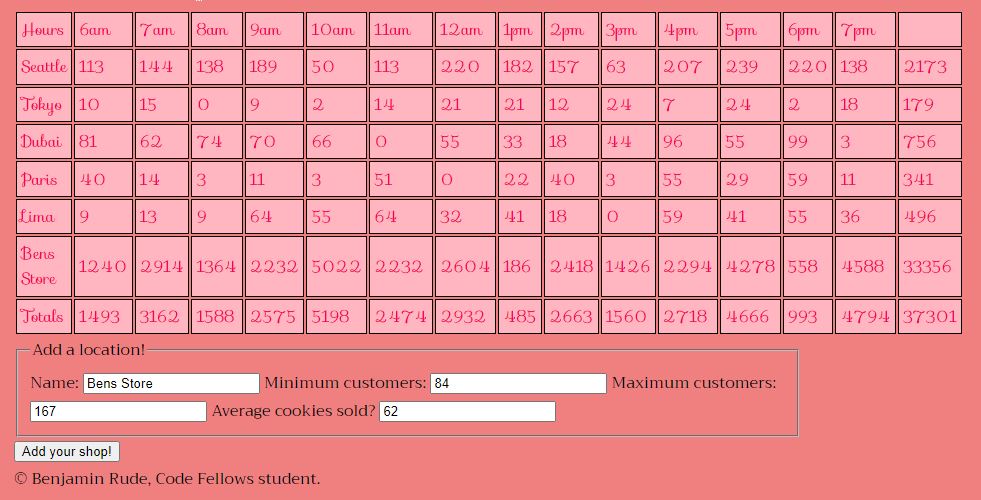 Hours 6am 7am 8am 9am 10am 11am 12am 1pm 2pm 3pm 4pm 5pm 6pm 7pm
Seattle 113 144 138 189 50 113 220 182 157 63 207 239 220 138 2173
Tokyo 10 15 0 9 2 14 21 21 12 24 7 24 2 18 179
Dubai 81 62 74 70 66 0 55 33 18 44 96 55 99 3 756
Paris 40 14 3 11 3 51 0 22 40 3 55 29 59 11 341
Lima 9 13 9 64 55 64 32 41 18 0 59 41 55 36 496
Bens Store 1240 2914 1364 2232 5022 2232 2604 186 2418 1426 2294 4278 558 4588 33356
Totals 1493 3162 1588 2575 5198 2474 2932 485 2663 1560 2718 4666 993 4794 37301
Add a location!
Name: Bens Store Minimum customers: 84 Maximum customers:
167 Average cookies sold? 62
Add your shop!
© Benjamin Rude, Code Fellows student.